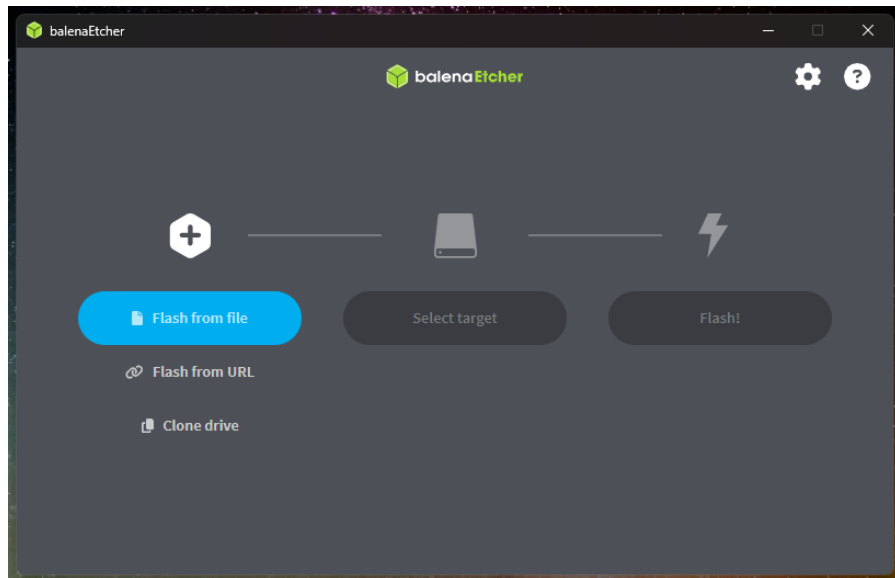 balenaEtcher
balenaEtcher
Flash from file
Select target
Flash!
Flash from URL
Clone drive